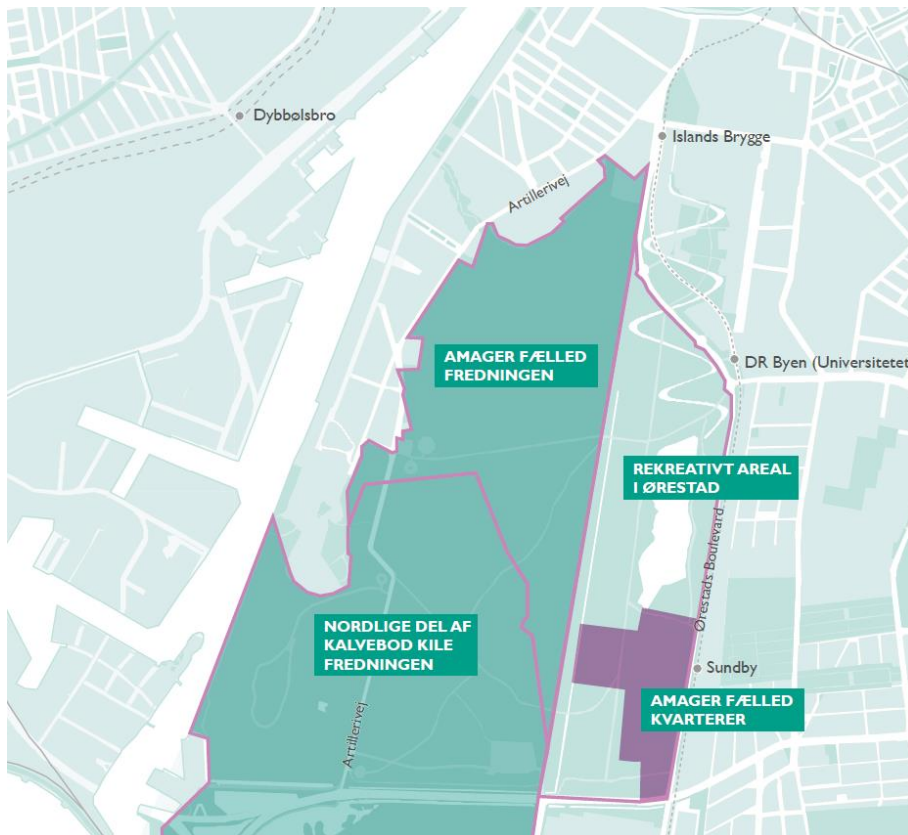 Dybbølsbro
Islands Brygge
Artillerivej
AMAGER FÆLLED
FREDNINGEN
DR Byen (Universitetet
REKREATIVT AREAL
I ØRESTAD
Ørestads Boulevard
NORDLIGE DEL AF
KALVEBOD KILE
FREDNINGEN
Sundby
AMAGER FÆLLED
KVARTERER
Artillerivej